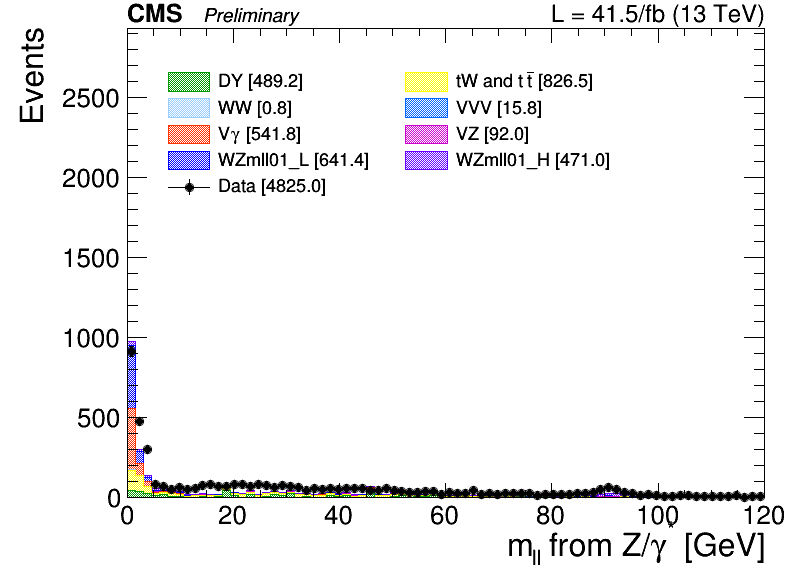 CMS Preliminary L = 41.5/fb (13 TeV)
Events
DY [489.2] tW and tt̅ [826.5]
WW [0.8] VVV [15.8]
Vγ [541.8] VZ [92.0]
WZmll01_L [641.4] WZmll01_H [471.0]
Data [4825.0]
2500
2000
1500
1000
500
0
0 20 40 60 80 100 120
m_ll from Z/γ* [GeV]